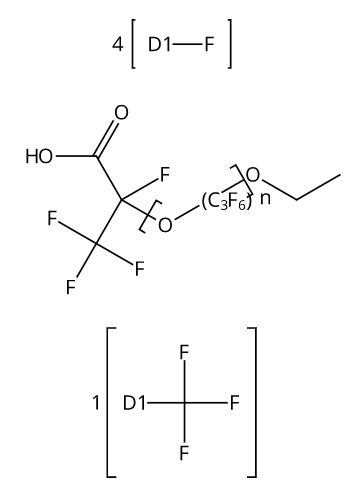 4 [ D1—F ]
O
HO
F
O
F
(C₃F₆) n
O
F
F
F
1 [ D1 F F
F ]